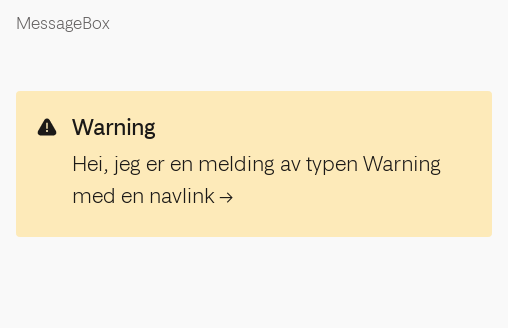 MessageBox
Warning
Hei, jeg er en melding av typen Warning
med en navlink →